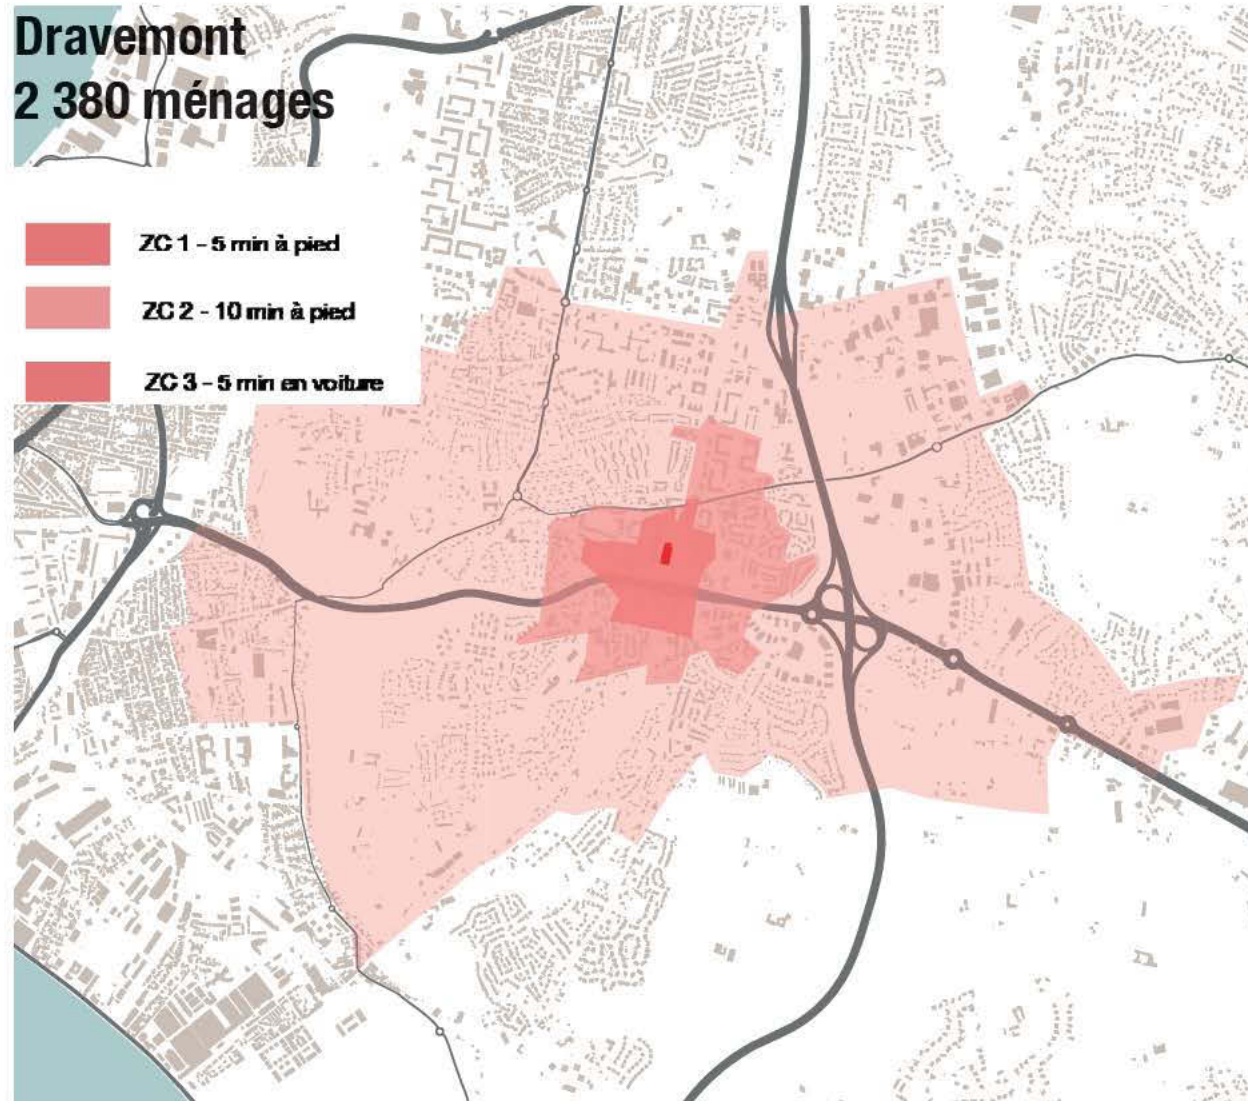 Dravemont
2 380 ménages
ZC 1 - 5 min à pied
ZC 2 - 10 min à pied
ZC 3 - 5 min en voiture